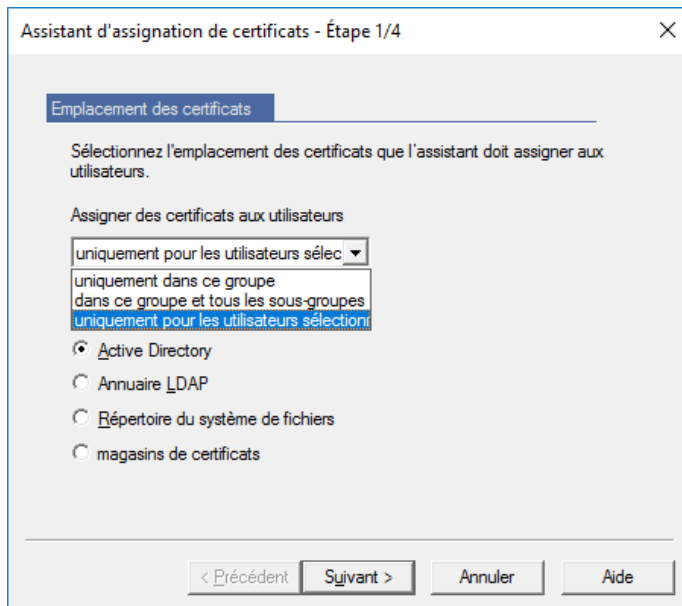 Assistant d'assignation de certificats - Étape 1/4
Emplacement des certificats
Sélectionnez l'emplacement des certificats que l'assistant doit assigner aux
utilisateurs.
Assigner des certificats aux utilisateurs
uniquement pour les utilisateurs sélec
uniquement dans ce groupe
dans ce groupe et tous les sous-groupes
uniquement pour les utilisateurs sélectionn
Active Directory
Annuaire LDAP
Répertoire du système de fichiers
magasins de certificats
< Précédent Suivant > Annuler Aide